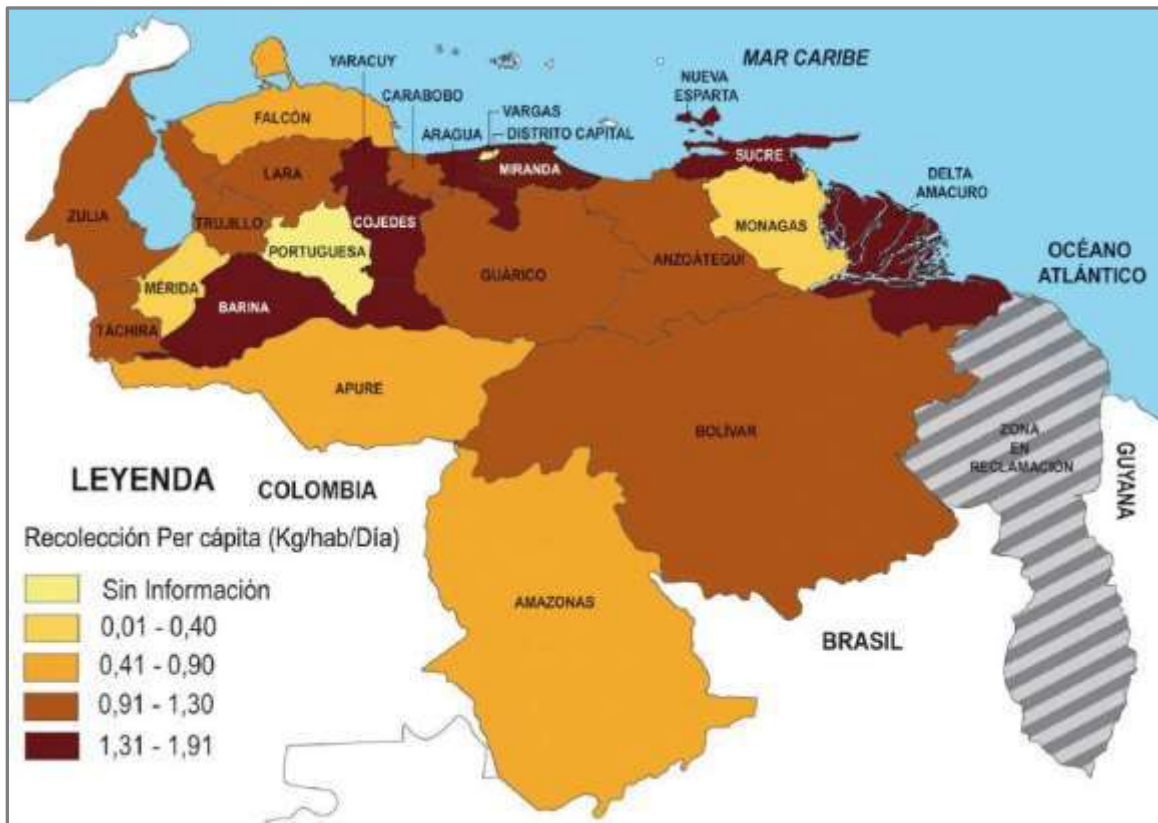 MAR CARIBE
YARACUY
CARABOBO
ARAGUA
VARGAS
DISTRITO CAPITAL
NUEVA
ESPARTA
FALCÓN
LARA
MIRANDA
SUCRE
DELTA
AMACURO
ZULIA
TRUJILLO
COJEDES
MONAGAS
PORTUGUESA
OCÉANO
ATLÁNTICO
GUÁRICO
ANZOÁTEGUI
MÉRIDA
BARINA
TÁCHIRA
APURE
BOLÍVAR
ZONA
EN
RECLAMACIÓN
GUYANA
COLOMBIA
AMAZONAS
BRASIL
LEYENDA
Recolección Per cápita (Kg/hab/Día)
Sin Información
0,01 - 0,40
0,41 - 0,90
0,91 - 1,30
1,31 - 1,91